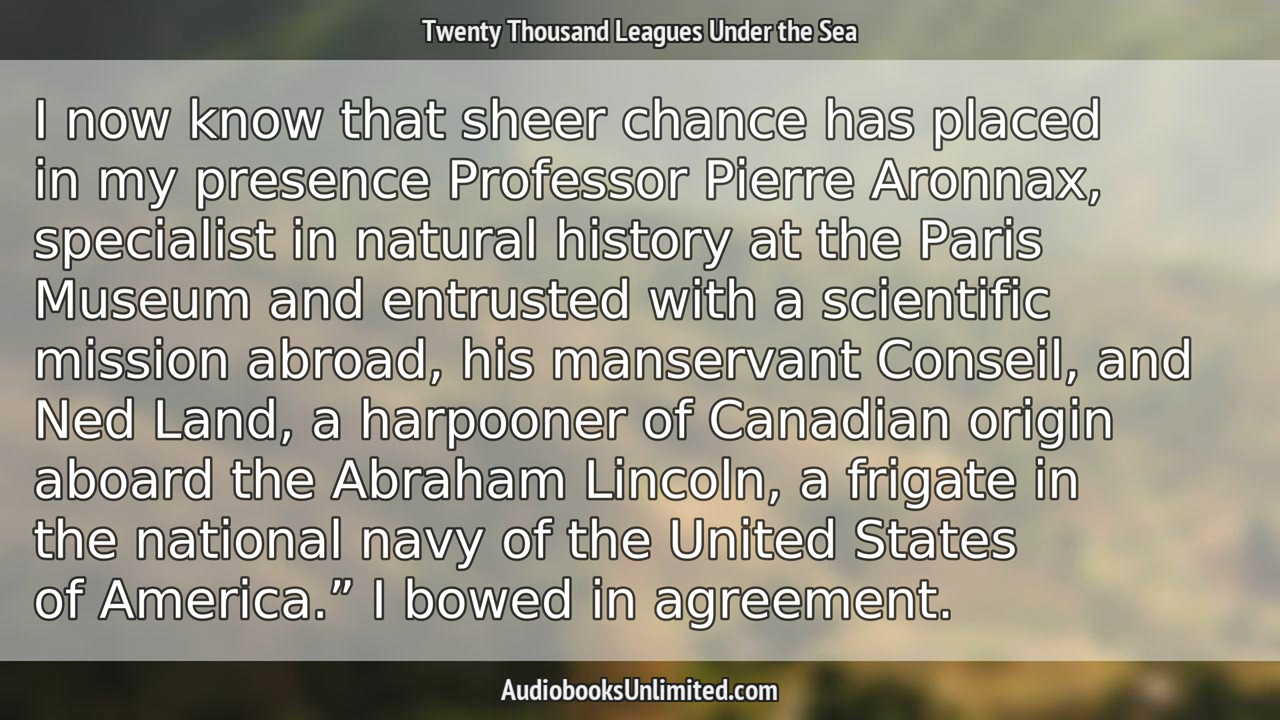 Twenty Thousand Leagues Under the Sea
I now know that sheer chance has placed
in my presence Professor Pierre Aronnax,
specialist in natural history at the Paris
Museum and entrusted with a scientific
mission abroad, his manservant Conseil, and
Ned Land, a harpooner of Canadian origin
aboard the Abraham Lincoln, a frigate in
the national navy of the United States
of America.” I bowed in agreement.
AudiobooksUnlimited.com